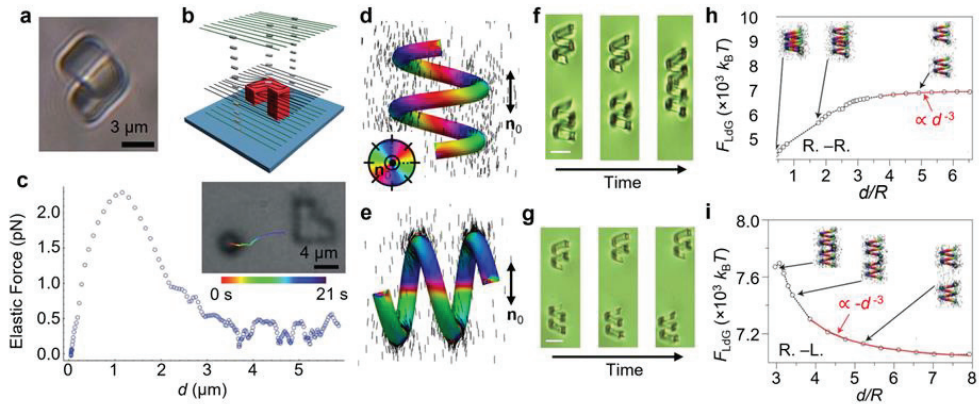 a
3 μm
b
c
Elastic Force (pN)
2.0
1.5
1.0
0.5
0.0
0 1 2 3 4 5
d (μm)
4 μm
0 s 21 s
d
n₀
n
e
n₀
f
Time
g
Time
h
F_LdG (×10³ k_BT)
10
9
8
7
6
5
∝ d⁻³
R. –R.
1 2 3 4 5 6
d/R
i
F_LdG (×10³ k_BT)
8.0
7.6
7.2
∝ -d⁻³
R. –L.
3 4 5 6 7 8
d/R